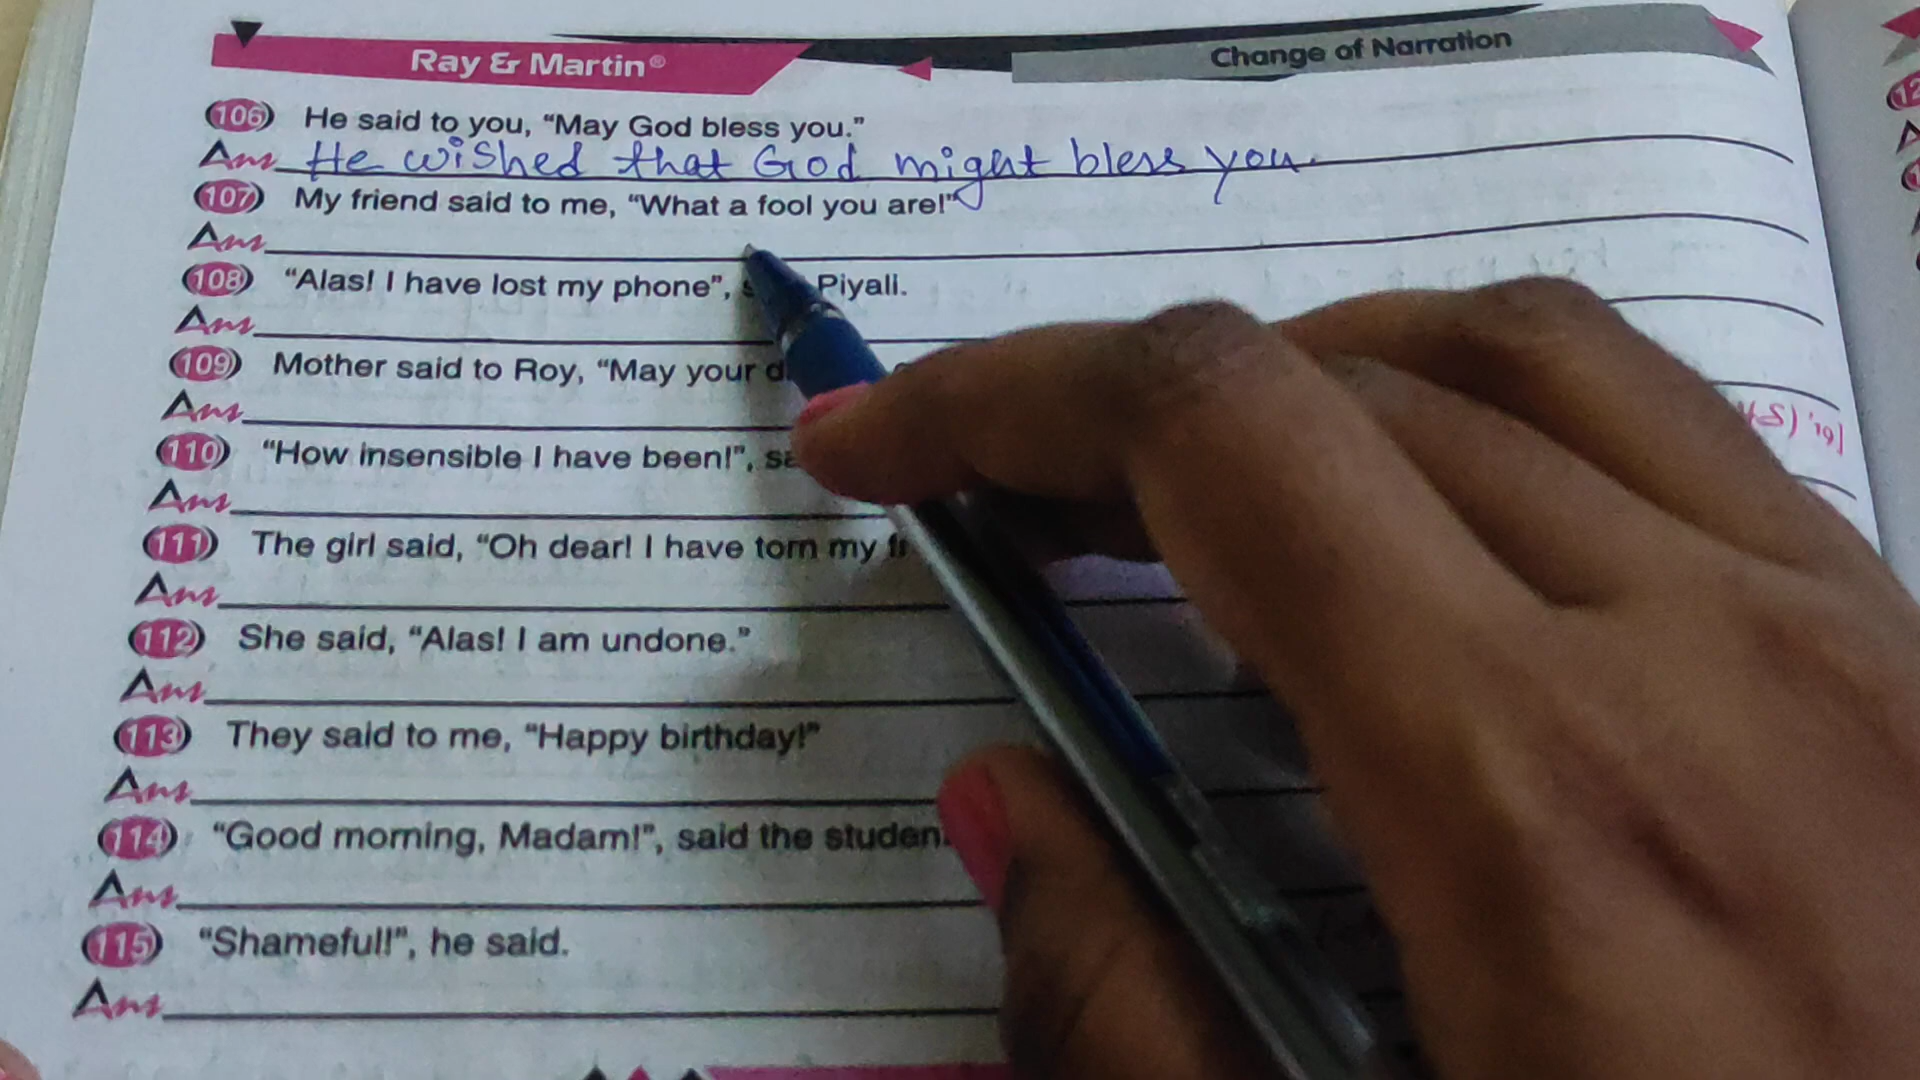 Ray & Martin®
Change of Narration
106 He said to you, “May God bless you.”
Ans He wished that God might bless you.
107 My friend said to me, “What a fool you are!”
Ans
108 “Alas! I have lost my phone”, Piyali.
Ans
109 Mother said to Roy, “May your
Ans
[H.S) '19]
110 “How insensible I have been!”,
Ans
111 The girl said, “Oh dear! I have torn my
Ans
112 She said, “Alas! I am undone.”
Ans
113 They said to me, “Happy birthday!”
Ans
114 “Good morning, Madam!”, said the
Ans
115 “Shameful!”, he said.
Ans